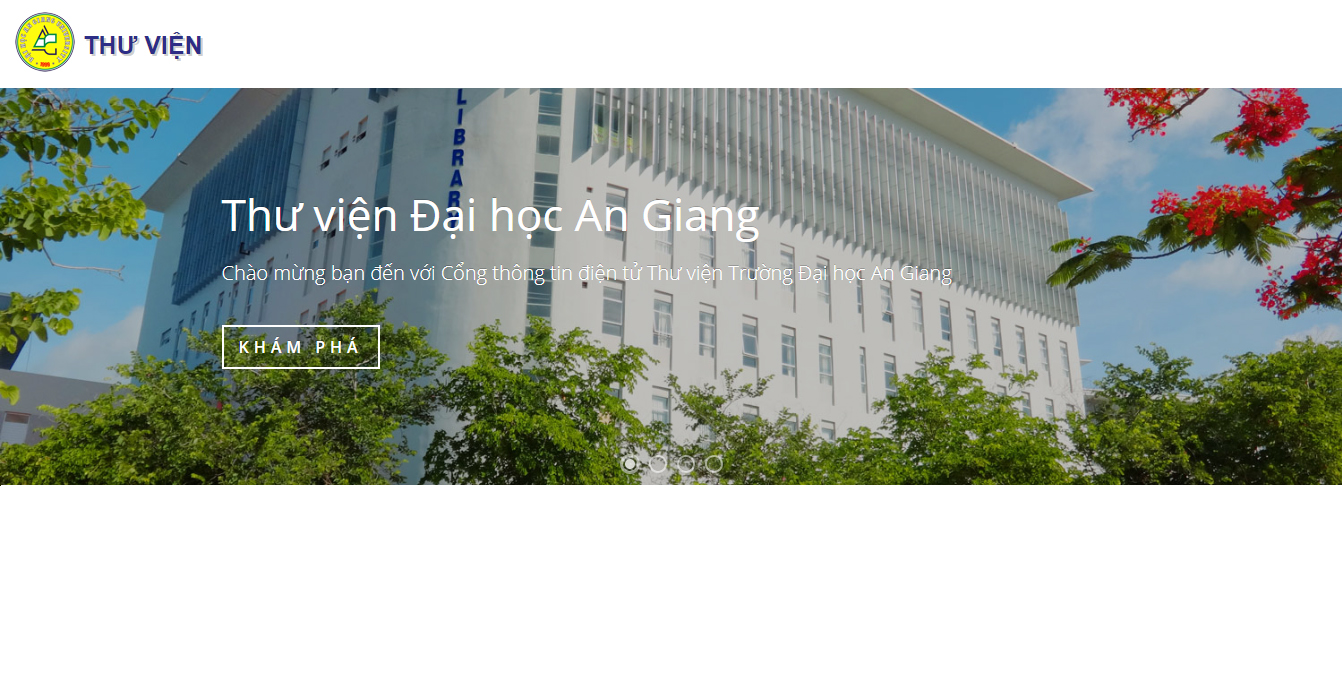 THƯ VIỆN
LIBRAR
Thư viện Đại học An Giang
Chào mừng bạn đến với Cổng thông tin điện tử Thư viện Trường Đại học An Giang
KHÁM PHÁ